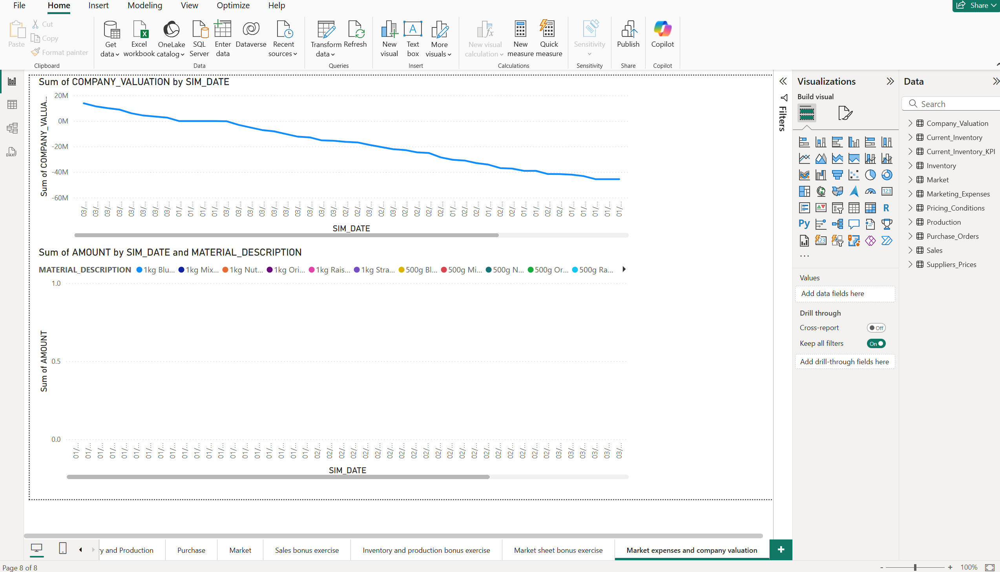 File Home Insert Modeling View Optimize Help Share
Paste Cut Copy Format painter
Clipboard
Get data Excel workbook OneLake catalog SQL Server Enter data Dataverse Recent sources
Data
Transform data Refresh
Queries
New visual Text box More visuals
Insert
New visual calculation New measure Quick measure
Calculations
Sensitivity
Sensitivity
Publish
Share
Copilot
Copilot
DAX
Sum of COMPANY_VALUATION by SIM_DATE
Sum of COMPANY_VALUA...
20M
0M
-20M
-40M
-60M
03/... 03/... 03/... 03/... 03/... 03/... 03/... 03/... 01/... 01/... 01/... 01/... 03/... 03/... 03/... 03/... 03/... 03/... 03/... 03/... 03/... 03/... 02/... 02/... 03/... 02/... 03/... 02/... 02/... 02/... 02/... 01/... 02/... 02/... 01/... 02/... 02/... 01/... 01/... 02/... 02/... 01/... 01/... 01/... 01/... 01/...
SIM_DATE
Sum of AMOUNT by SIM_DATE and MATERIAL_DESCRIPTION
MATERIAL_DESCRIPTION 1kg Blu... 1kg Mix... 1kg Nut... 1kg Ori... 1kg Rais... 1kg Stra... 500g Bl... 500g Mi... 500g N... 500g Or... 500g Ra...
Sum of AMOUNT
1.0
0.5
0.0
01/... 01/... 01/... 01/... 01/... 01/... 01/... 01/... 01/... 01/... 01/... 01/... 01/... 01/... 01/... 01/... 01/... 01/... 01/... 01/... 02/... 02/... 02/... 02/... 02/... 02/... 02/... 02/... 02/... 02/... 02/... 02/... 02/... 02/... 02/... 02/... 02/... 02/... 02/... 02/... 03/... 03/... 03/... 03/... 03/... 03/...
SIM_DATE
Filters
Visualizations
Build visual
123
R
Py
123
...
Values
Add data fields here
Drill through
Cross-report Off
Keep all filters On
Add drill-through fields here
Data
Search
Company_Valuation
Current_Inventory
Current_Inventory_KPI
Inventory
Market
Marketing_Expenses
Pricing_Conditions
Production
Purchase_Orders
Sales
Suppliers_Prices
y and Production Purchase Market Sales bonus exercise Inventory and production bonus exercise Market sheet bonus exercise Market expenses and company valuation +
Page 8 of 8 - + 100%